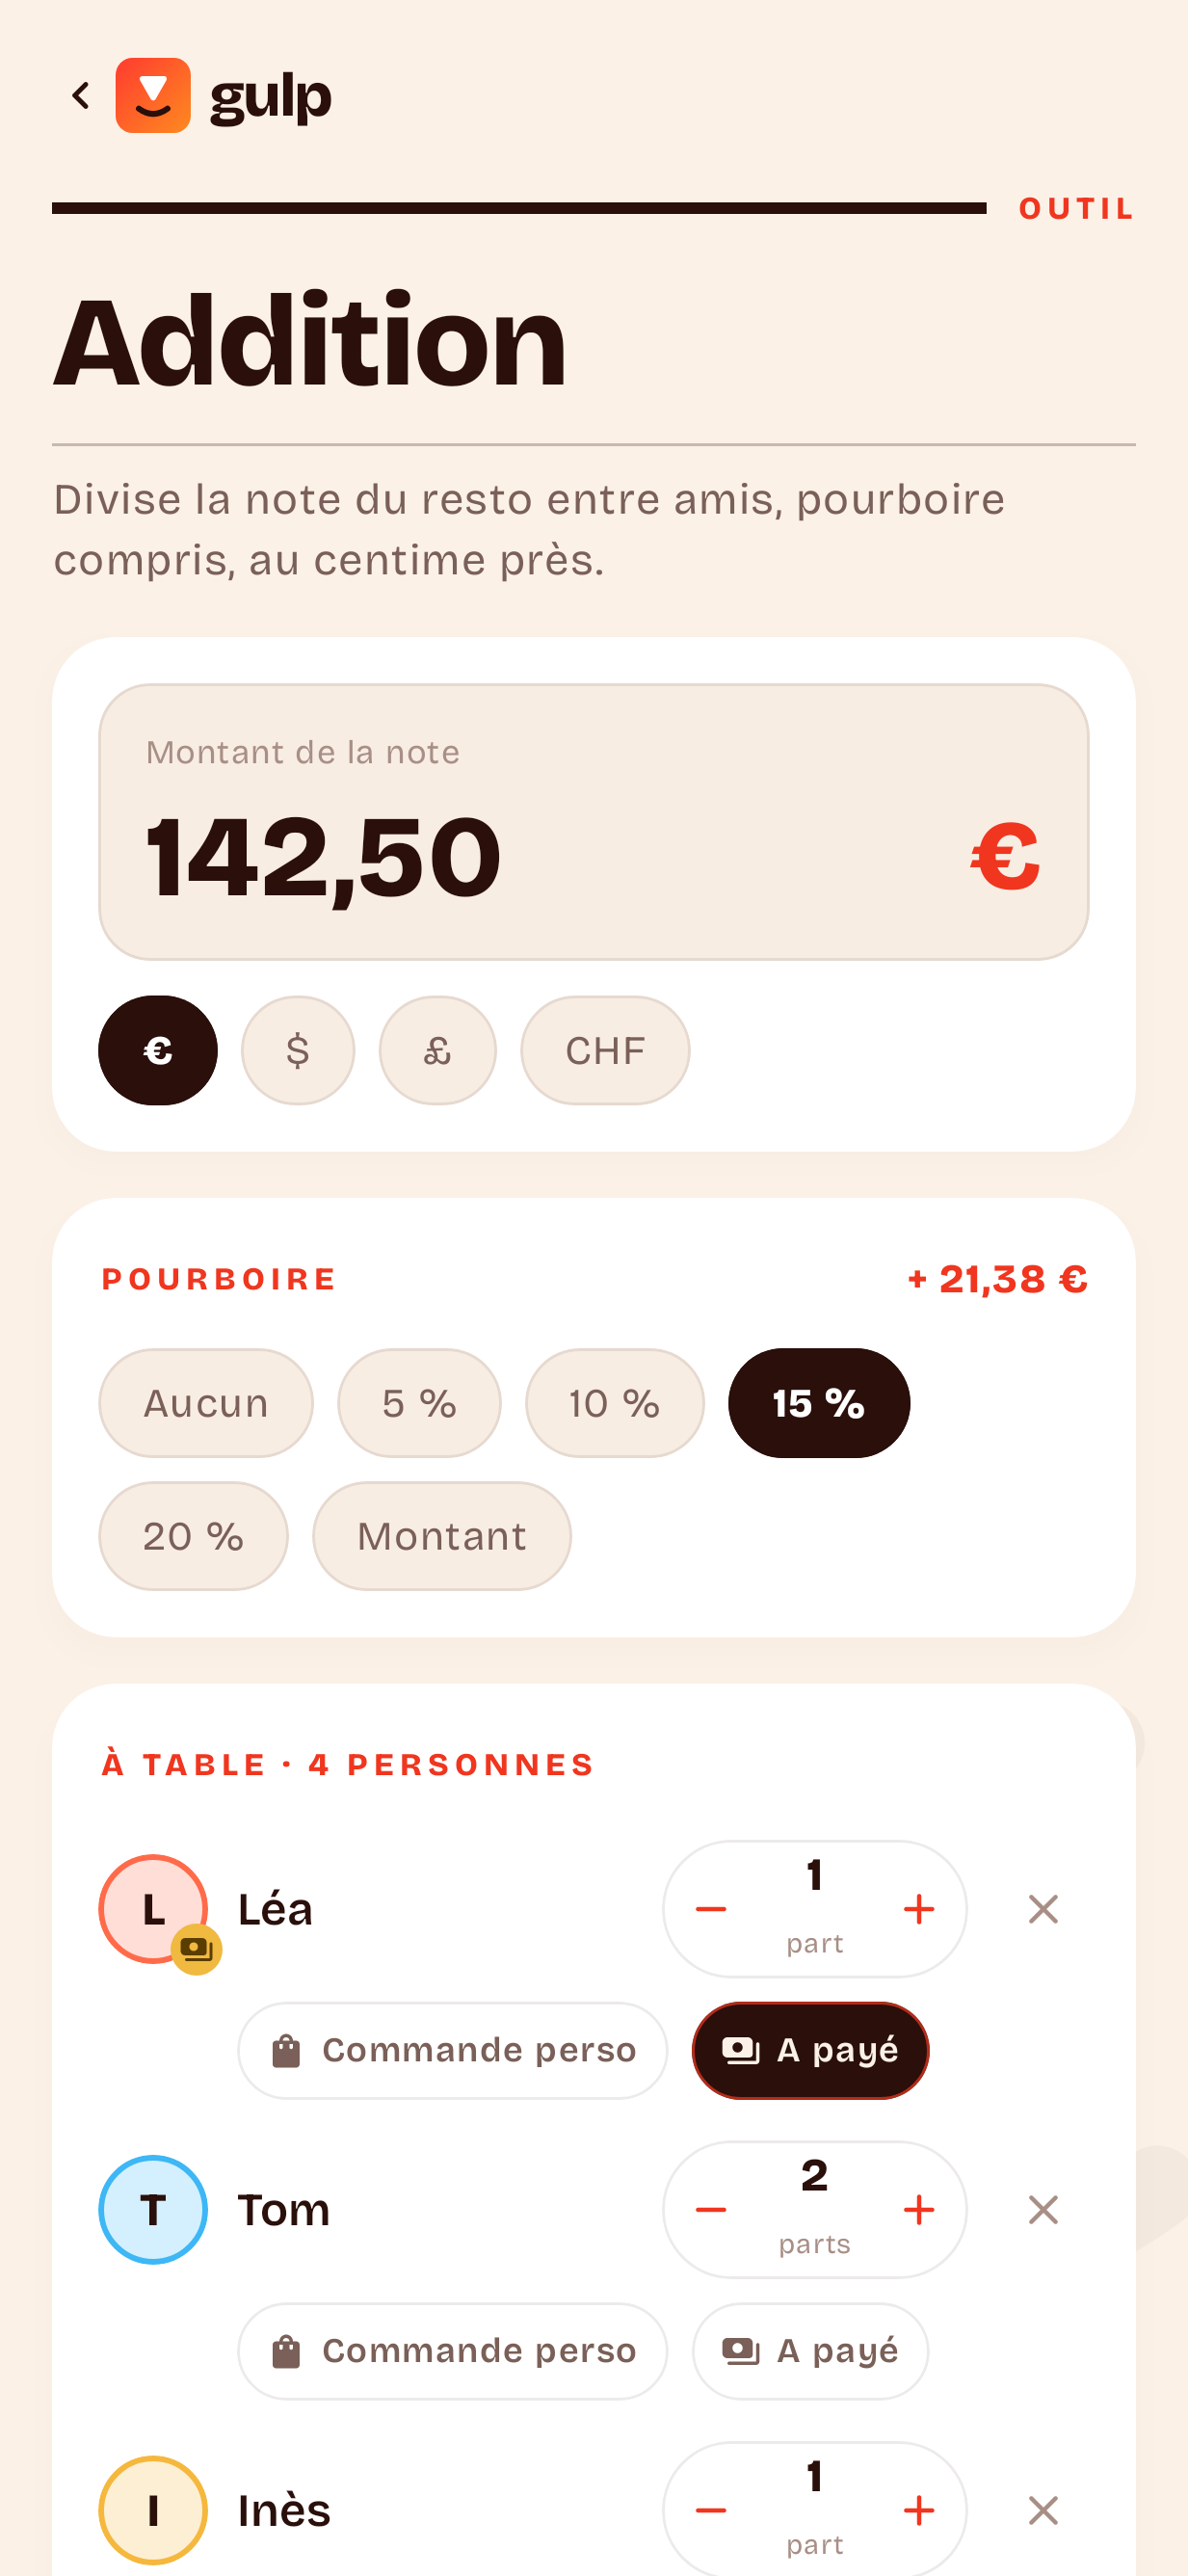 gulp
OUTIL
Addition
Divise la note du resto entre amis, pourboire
compris, au centime près.
Montant de la note
142,50 €
€ $ £ CHF
POURBOIRE + 21,38 €
Aucun 5 % 10 % 15 %
20 % Montant
À TABLE · 4 PERSONNES
L Léa − 1 part + ×
Commande perso A payé
T Tom − 2 parts + ×
Commande perso A payé
I Inès − 1 part + ×